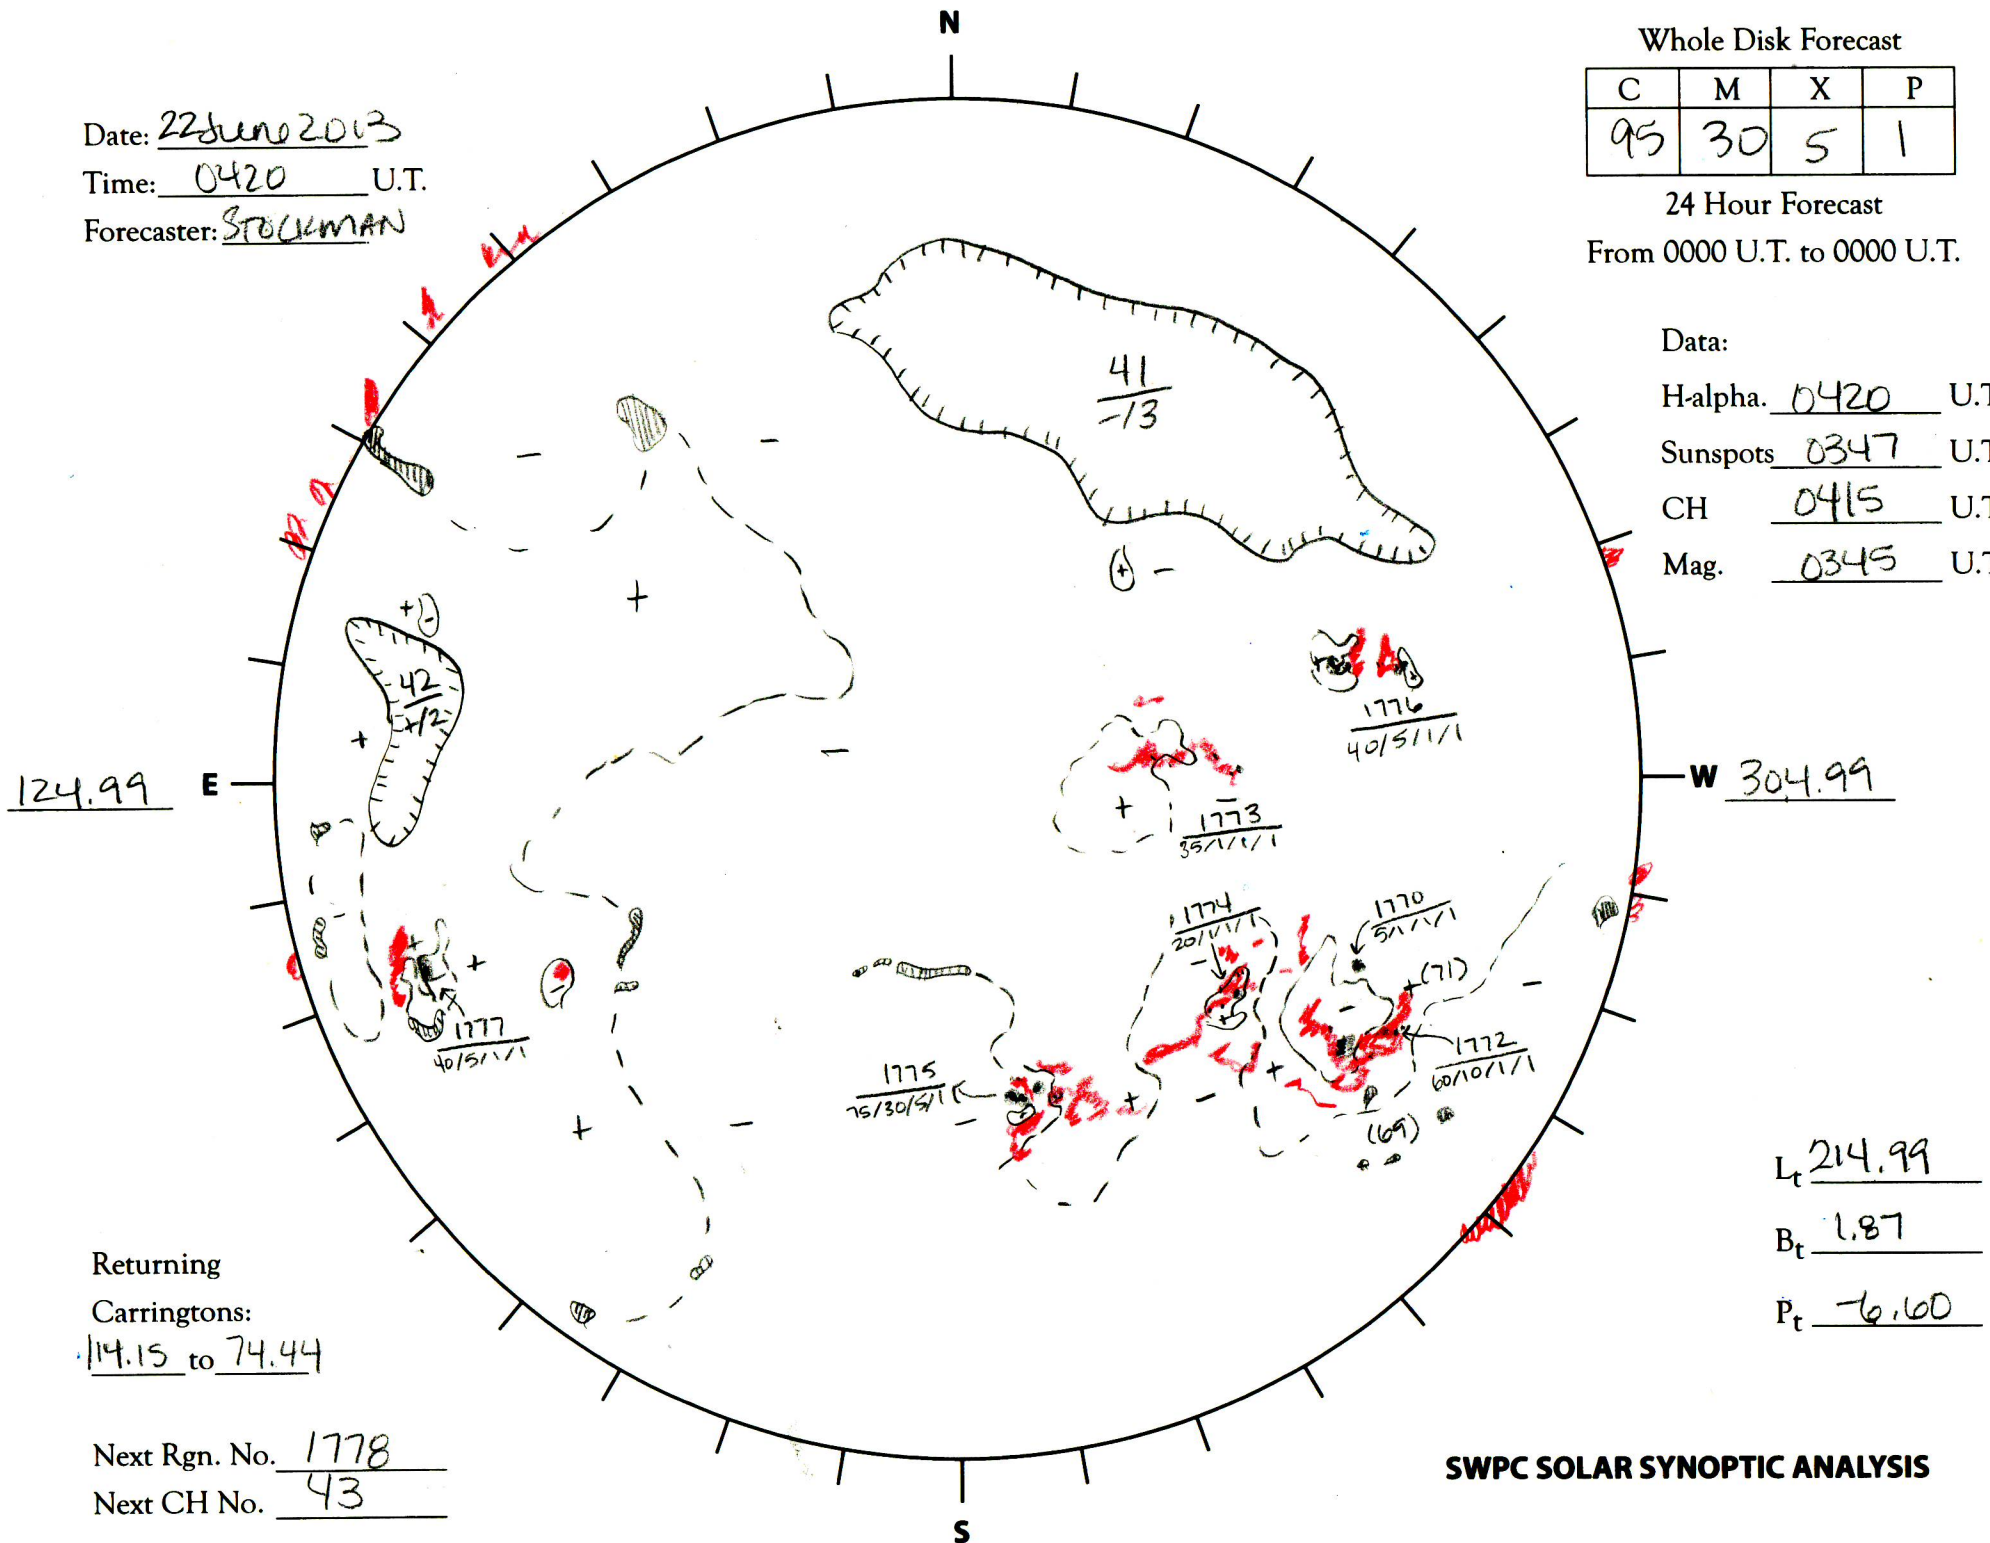 N
Date: 22 June 2013
Time: 0420 U.T.
Forecaster: STOCKMAN
Whole Disk Forecast
C M X P
95 30 5 1
24 Hour Forecast
From 0000 U.T. to 0000 U.T.
Data:
H-alpha. 0420 U.T
Sunspots 0347 U.T
CH 0415 U.T
Mag. 0345 U.T
41
-13
42
+12
1776
40/5/1/1
124.99 E
W 304.99
1773
35/1/1/1
1774
20/1/1/1
1770
5/1/1/1
(71)
1777
40/5/1/1
1772
60/10/1/1
1775
75/30/5/1
(69)
Lt 214.99
Bt 1.87
Pt -6.60
Returning
Carringtons:
114.15 to 74.44
Next Rgn. No. 1778
Next CH No. 43
SWPC SOLAR SYNOPTIC ANALYSIS
S